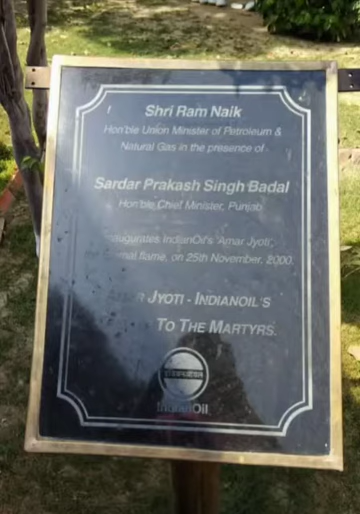 Shri Ram Naik
Hon'ble Union Minister of Petroleum &
Natural Gas in the presence of
Sardar Prakash Singh Badal
Hon'ble Chief Minister, Punjab
Inaugurates IndianOil's 'Amar Jyoti',
flame, on 25th November, 2000.
JYOTI - INDIANOIL'S
TO THE MARTYRS.
IndianOil